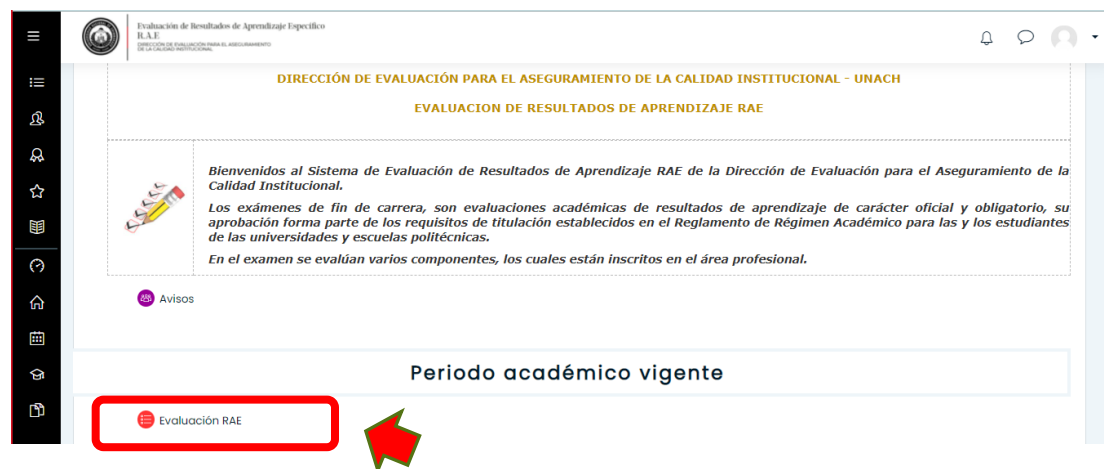 Evaluación de Resultados de Aprendizaje Específico
R.A.E
DIRECCIÓN DE EVALUACIÓN PARA EL ASEGURAMIENTO
DE LA CALIDAD INSTITUCIONAL
DIRECCIÓN DE EVALUACIÓN PARA EL ASEGURAMIENTO DE LA CALIDAD INSTITUCIONAL - UNACH
EVALUACION DE RESULTADOS DE APRENDIZAJE RAE
Bienvenidos al Sistema de Evaluación de Resultados de Aprendizaje RAE de la Dirección de Evaluación para el Aseguramiento de la
Calidad Institucional.
Los exámenes de fin de carrera, son evaluaciones académicas de resultados de aprendizaje de carácter oficial y obligatorio, su
aprobación forma parte de los requisitos de titulación establecidos en el Reglamento de Régimen Académico para las y los estudiantes
de las universidades y escuelas politécnicas.
En el examen se evalúan varios componentes, los cuales están inscritos en el área profesional.
Avisos
Periodo académico vigente
Evaluación RAE